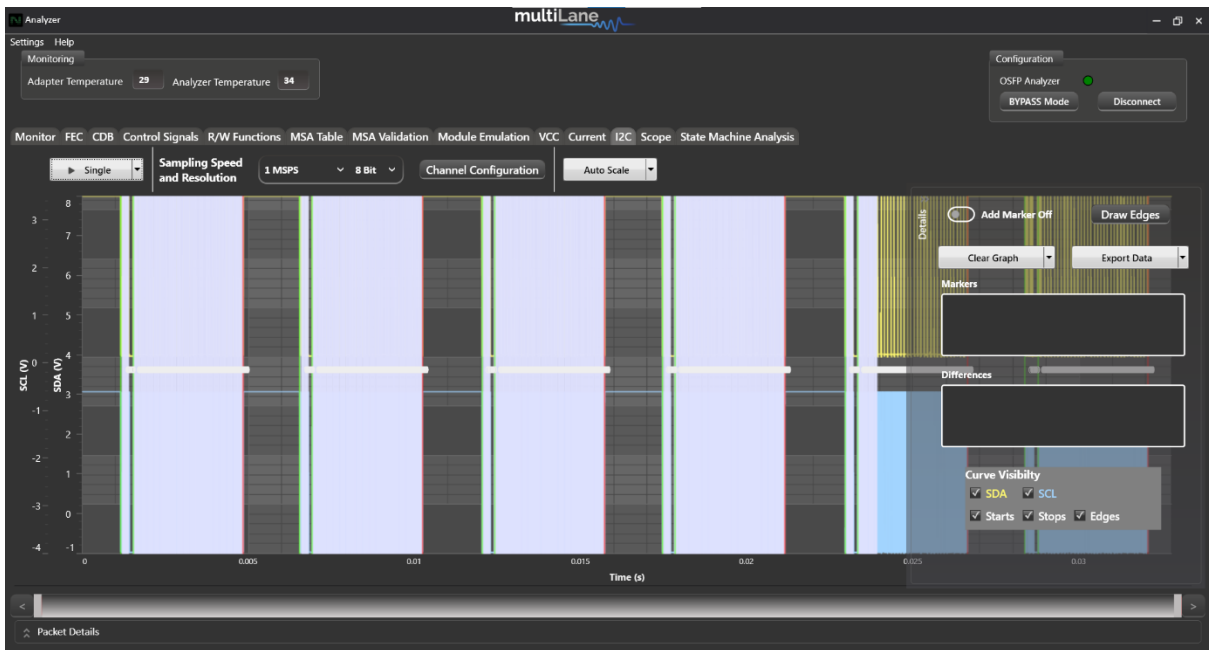 Analyzer
multiLane
Settings Help
Monitoring
Adapter Temperature 29 Analyzer Temperature 34
Configuration
OSFP Analyzer
BYPASS Mode Disconnect
Monitor FEC CDB Control Signals R/W Functions MSA Table MSA Validation Module Emulation VCC Current I2C Scope State Machine Analysis
Single
Sampling Speed
and Resolution
1 MSPS 8 Bit Channel Configuration Auto Scale
Details
Add Marker Off Draw Edges
Clear Graph Export Data
Markers
Differences
Curve Visibilty
SDA SCL
Starts Stops Edges
SCL (V)
3
2
1
0
-1
-2
-3
-4
SDA (V)
8
7
6
5
4
3
2
1
0
-1
0 0.005 0.01 0.015 0.02 0.025 0.03
Time (s)
< >
Packet Details